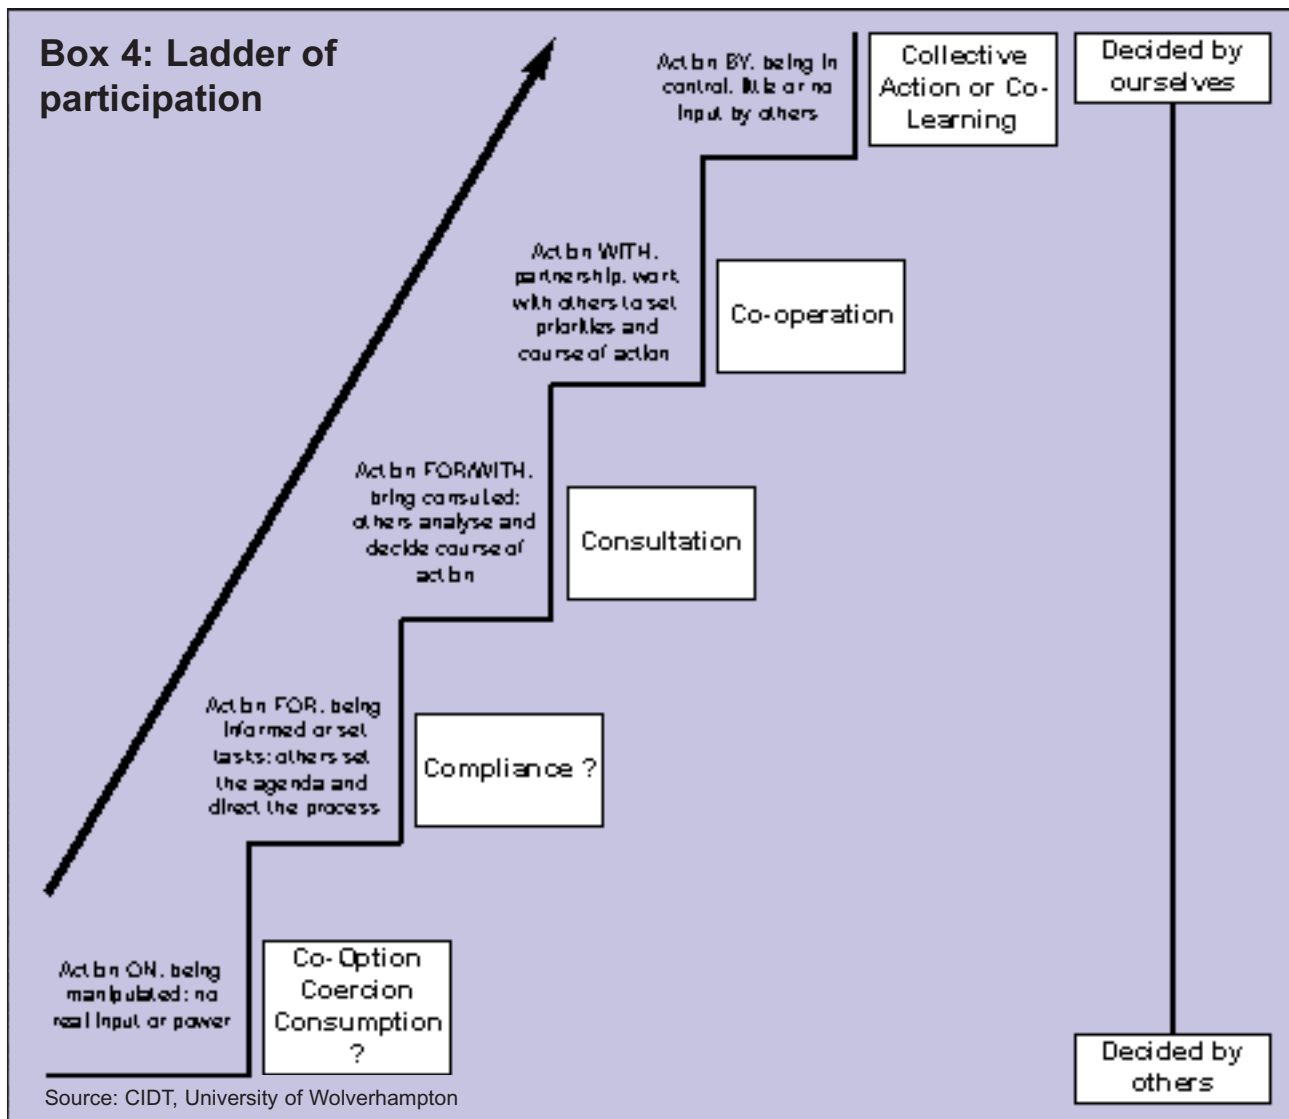 Box 4: Ladder of
participation
Action BY, being in
control, little or no
input by others
Collective
Action or Co-
Learning
Decided by
ourselves
Action WITH,
partnership, work
with others to set
priorities and
course of action
Co-operation
Action FOR/WITH,
bring consulted;
others analyse and
decide course of
action
Consultation
Action FOR, being
informed or set
tasks; others set
the agenda and
direct the process
Compliance ?
Action ON, being
manipulated; no
real input or power
Co-Option
Coercion
Consumption
?
Decided by
others
Source: CIDT, University of Wolverhampton